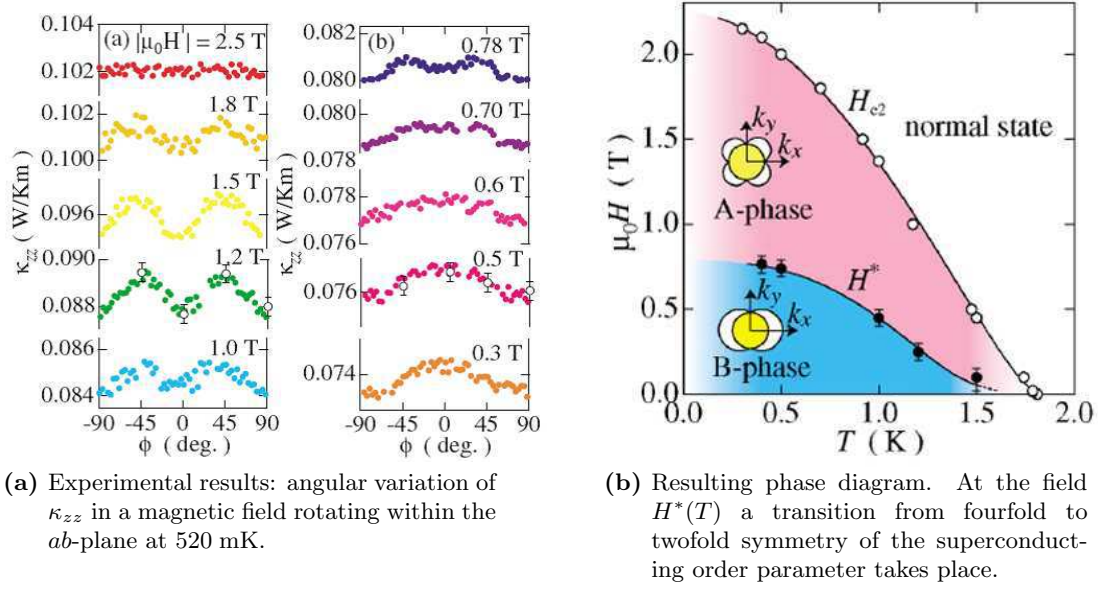 0.104
(a) |μ₀H| = 2.5 T
0.102
1.8 T
0.102
0.100
1.5 T
0.096
κzz ( W/Km)
0.090
1.2 T
0.088
0.086
1.0 T
0.084
-90 -45 0 45 90
ϕ ( deg. )
0.082
(b)
0.78 T
0.080
0.080
0.70 T
0.078
0.078
0.6 T
0.076
κzz ( W/Km)
0.5 T
0.076
0.3 T
0.074
-90 -45 0 45 90
ϕ ( deg. )
(a) Experimental results: angular variation of
κzz in a magnetic field rotating within the
ab-plane at 520 mK.
2.0
1.5
1.0
0.5
0.0
μ₀H (T)
Hc2
normal state
ky
kx
A-phase
H*
ky
kx
B-phase
0.0 0.5 1.0 1.5 2.0
T ( K )
(b) Resulting phase diagram. At the field
H*(T) a transition from fourfold to
twofold symmetry of the superconduct-
ing order parameter takes place.